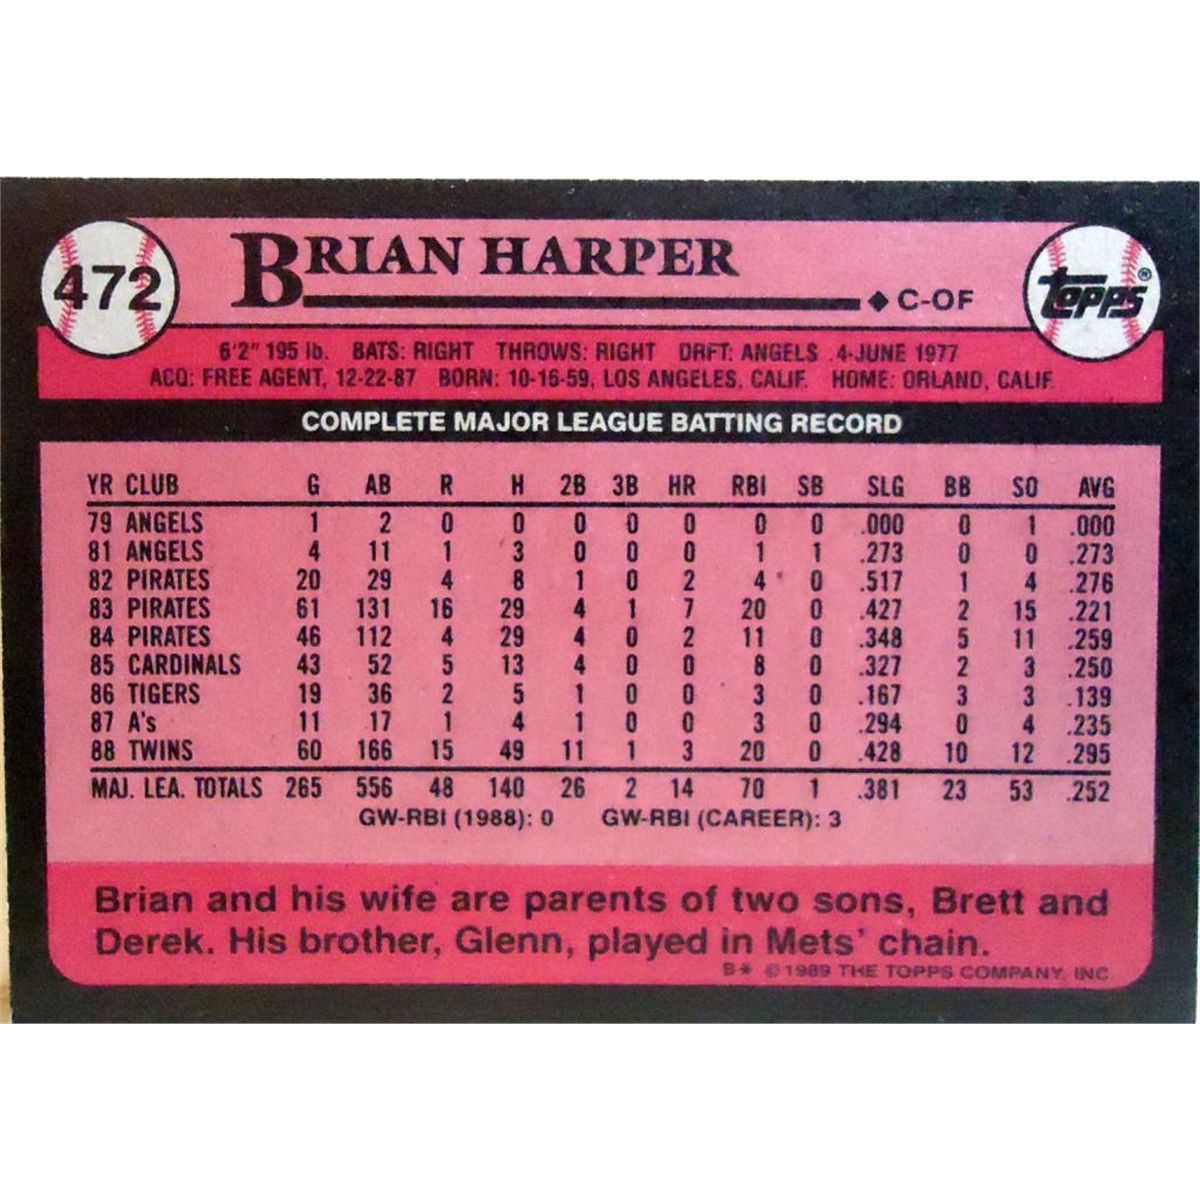 472
BRIAN HARPER
◆ C-OF
TOPPS®
6'2" 195 lb. BATS: RIGHT THROWS: RIGHT DRFT: ANGELS 4-JUNE 1977
ACQ: FREE AGENT, 12-22-87 BORN: 10-16-59, LOS ANGELES, CALIF. HOME: ORLAND, CALIF.
COMPLETE MAJOR LEAGUE BATTING RECORD
YR CLUB G AB R H 2B 3B HR RBI SB SLG BB SO AVG
79 ANGELS 1 2 0 0 0 0 0 0 0 .000 0 1 .000
81 ANGELS 4 11 1 3 0 0 0 1 1 .273 0 0 .273
82 PIRATES 20 29 4 8 1 0 2 4 0 .517 1 4 .276
83 PIRATES 61 131 16 29 4 1 7 20 0 .427 2 15 .221
84 PIRATES 46 112 4 29 4 0 2 11 0 .348 5 11 .259
85 CARDINALS 43 52 5 13 4 0 0 8 0 .327 2 3 .250
86 TIGERS 19 36 2 5 1 0 0 3 0 .167 3 3 .139
87 A's 11 17 1 4 1 0 0 3 0 .294 0 4 .235
88 TWINS 60 166 15 49 11 1 3 20 0 .428 10 12 .295
MAJ. LEA. TOTALS 265 556 48 140 26 2 14 70 1 .381 23 53 .252
GW-RBI (1988): 0 GW-RBI (CAREER): 3
Brian and his wife are parents of two sons, Brett and
Derek. His brother, Glenn, played in Mets' chain.
B* ©1989 THE TOPPS COMPANY, INC.